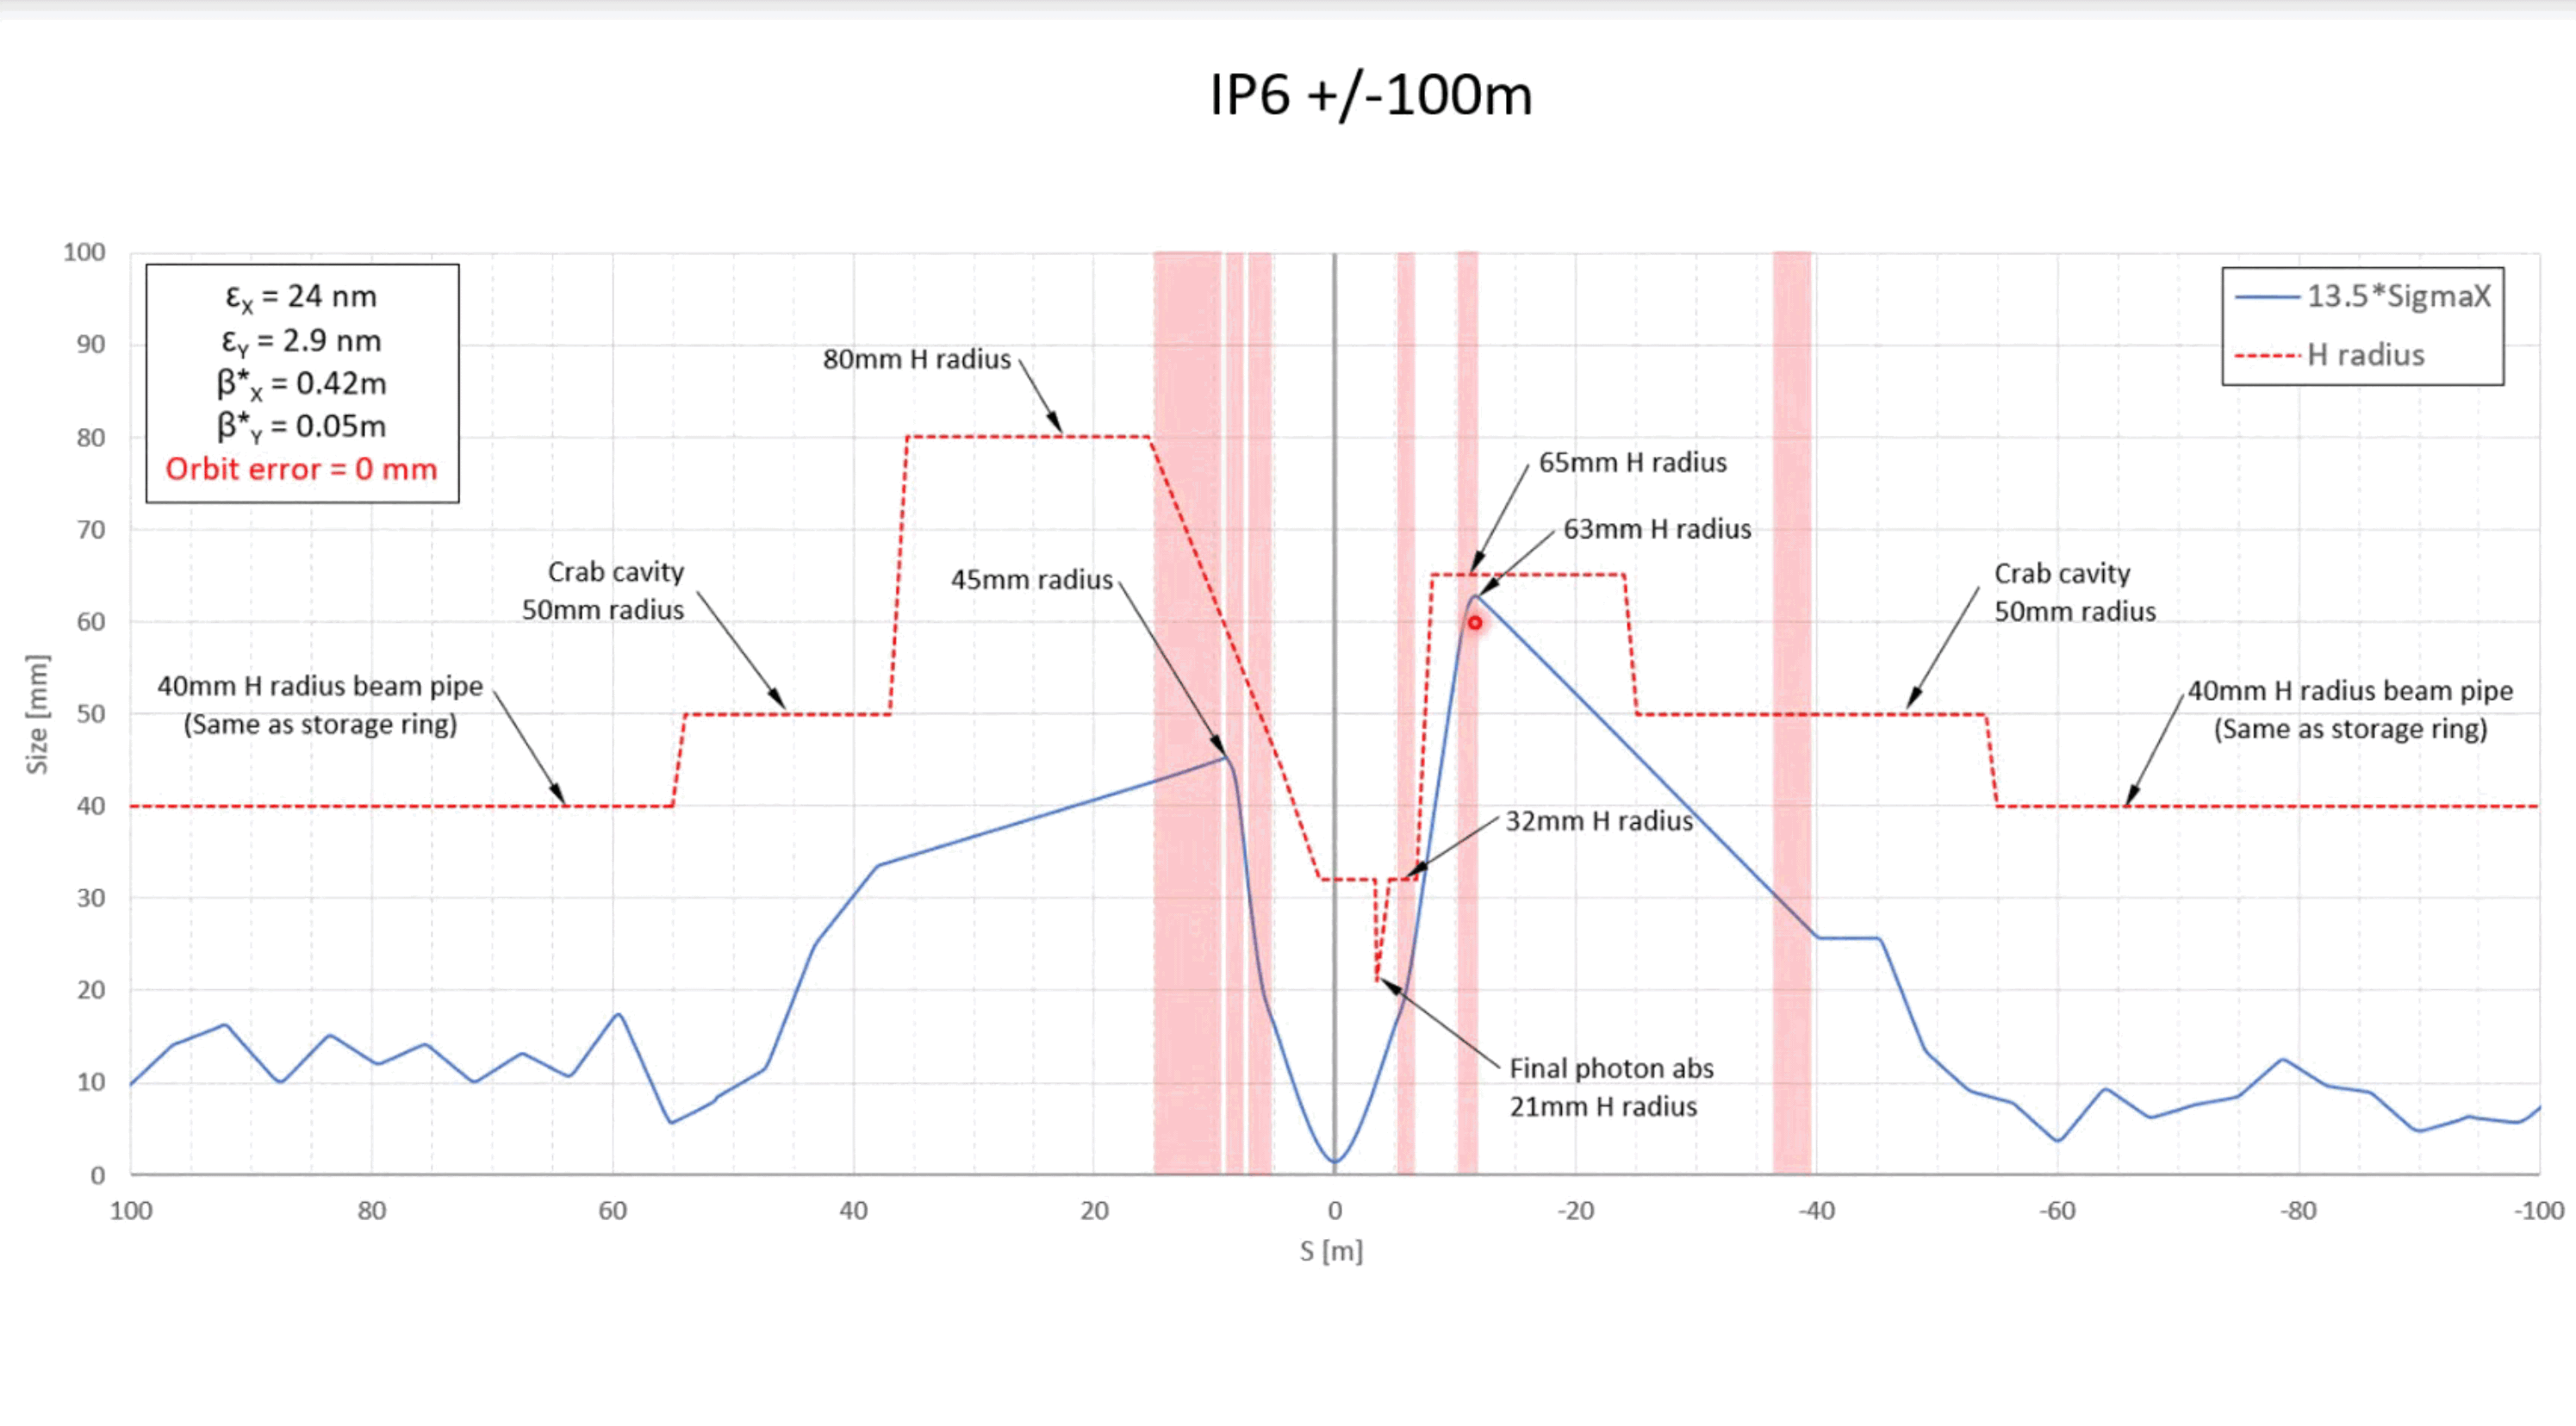 IP6 +/-100m
εX = 24 nm
εY = 2.9 nm
β*X = 0.42m
β*Y = 0.05m
Orbit error = 0 mm
13.5*SigmaX
H radius
80mm H radius
65mm H radius
63mm H radius
45mm radius
Crab cavity
50mm radius
Crab cavity
50mm radius
40mm H radius beam pipe
(Same as storage ring)
40mm H radius beam pipe
(Same as storage ring)
32mm H radius
Final photon abs
21mm H radius
Size [mm]
100
90
80
70
60
50
40
30
20
10
0
100 80 60 40 20 0 -20 -40 -60 -80 -100
S [m]